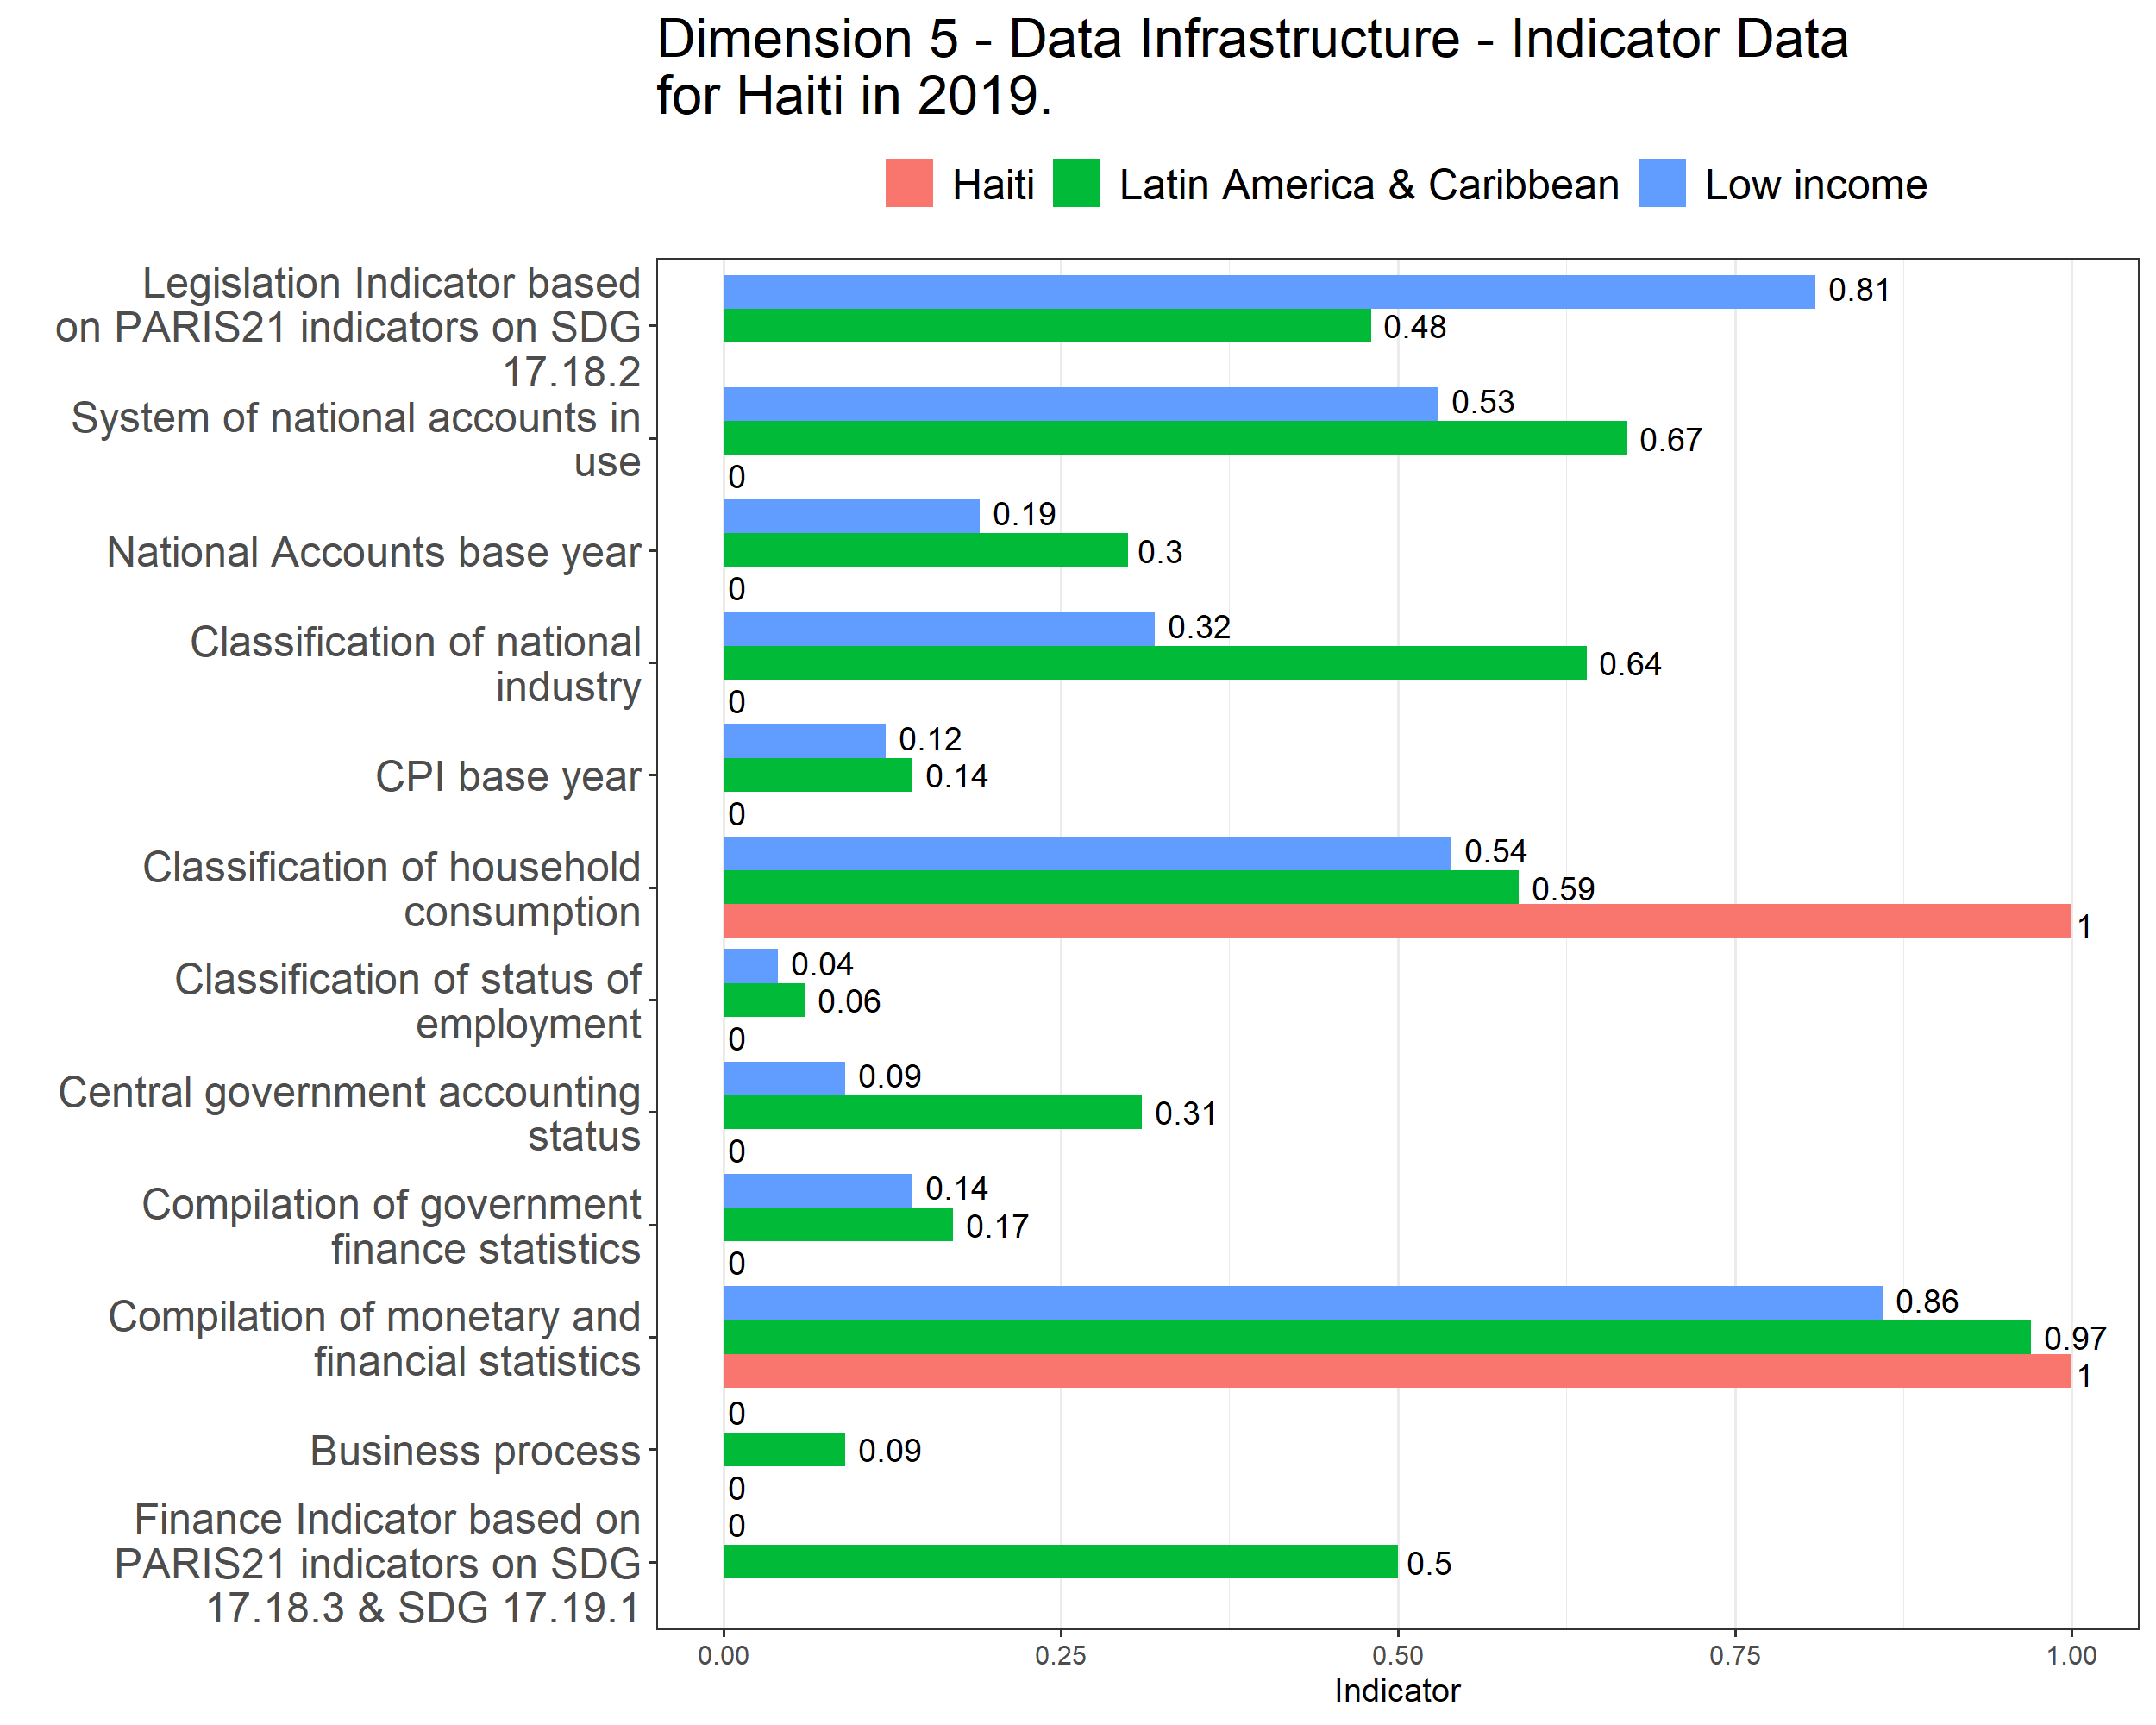 Dimension 5 - Data Infrastructure - Indicator Data
for Haiti in 2019.
Haiti
Latin America & Caribbean
Low income
Legislation Indicator based
on PARIS21 indicators on SDG
17.18.2
0.81
0.48
System of national accounts in
use
0.53
0.67
0
National Accounts base year
0.19
0.3
0
Classification of national
industry
0.32
0.64
0
CPI base year
0.12
0.14
0
Classification of household
consumption
0.54
0.59
1
Classification of status of
employment
0.04
0.06
0
Central government accounting
status
0.09
0.31
0
Compilation of government
finance statistics
0.14
0.17
0
Compilation of monetary and
financial statistics
0.86
0.97
1
Business process
0
0.09
0
Finance Indicator based on
PARIS21 indicators on SDG
17.18.3 & SDG 17.19.1
0
0.5
0.00
0.25
0.50
0.75
1.00
Indicator